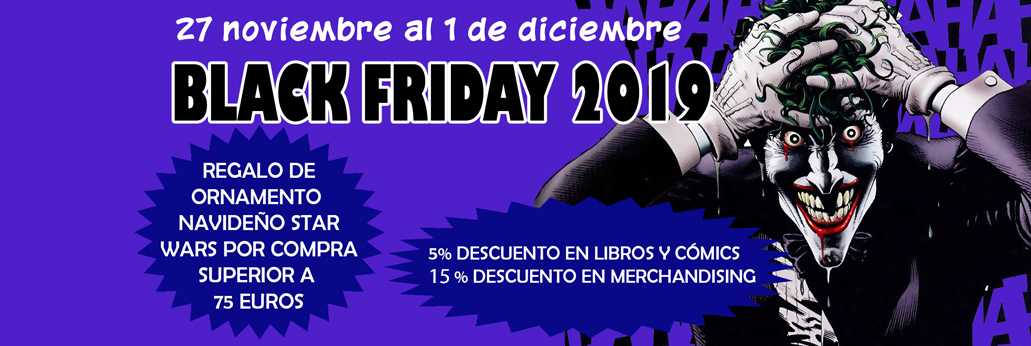 27 noviembre al 1 de diciembre
BLACK FRIDAY 2019
REGALO DE
ORNAMENTO
NAVIDEÑO STAR
WARS POR COMPRA
SUPERIOR A
75 EUROS
5% DESCUENTO EN LIBROS Y CÓMICS
15 % DESCUENTO EN MERCHANDISING